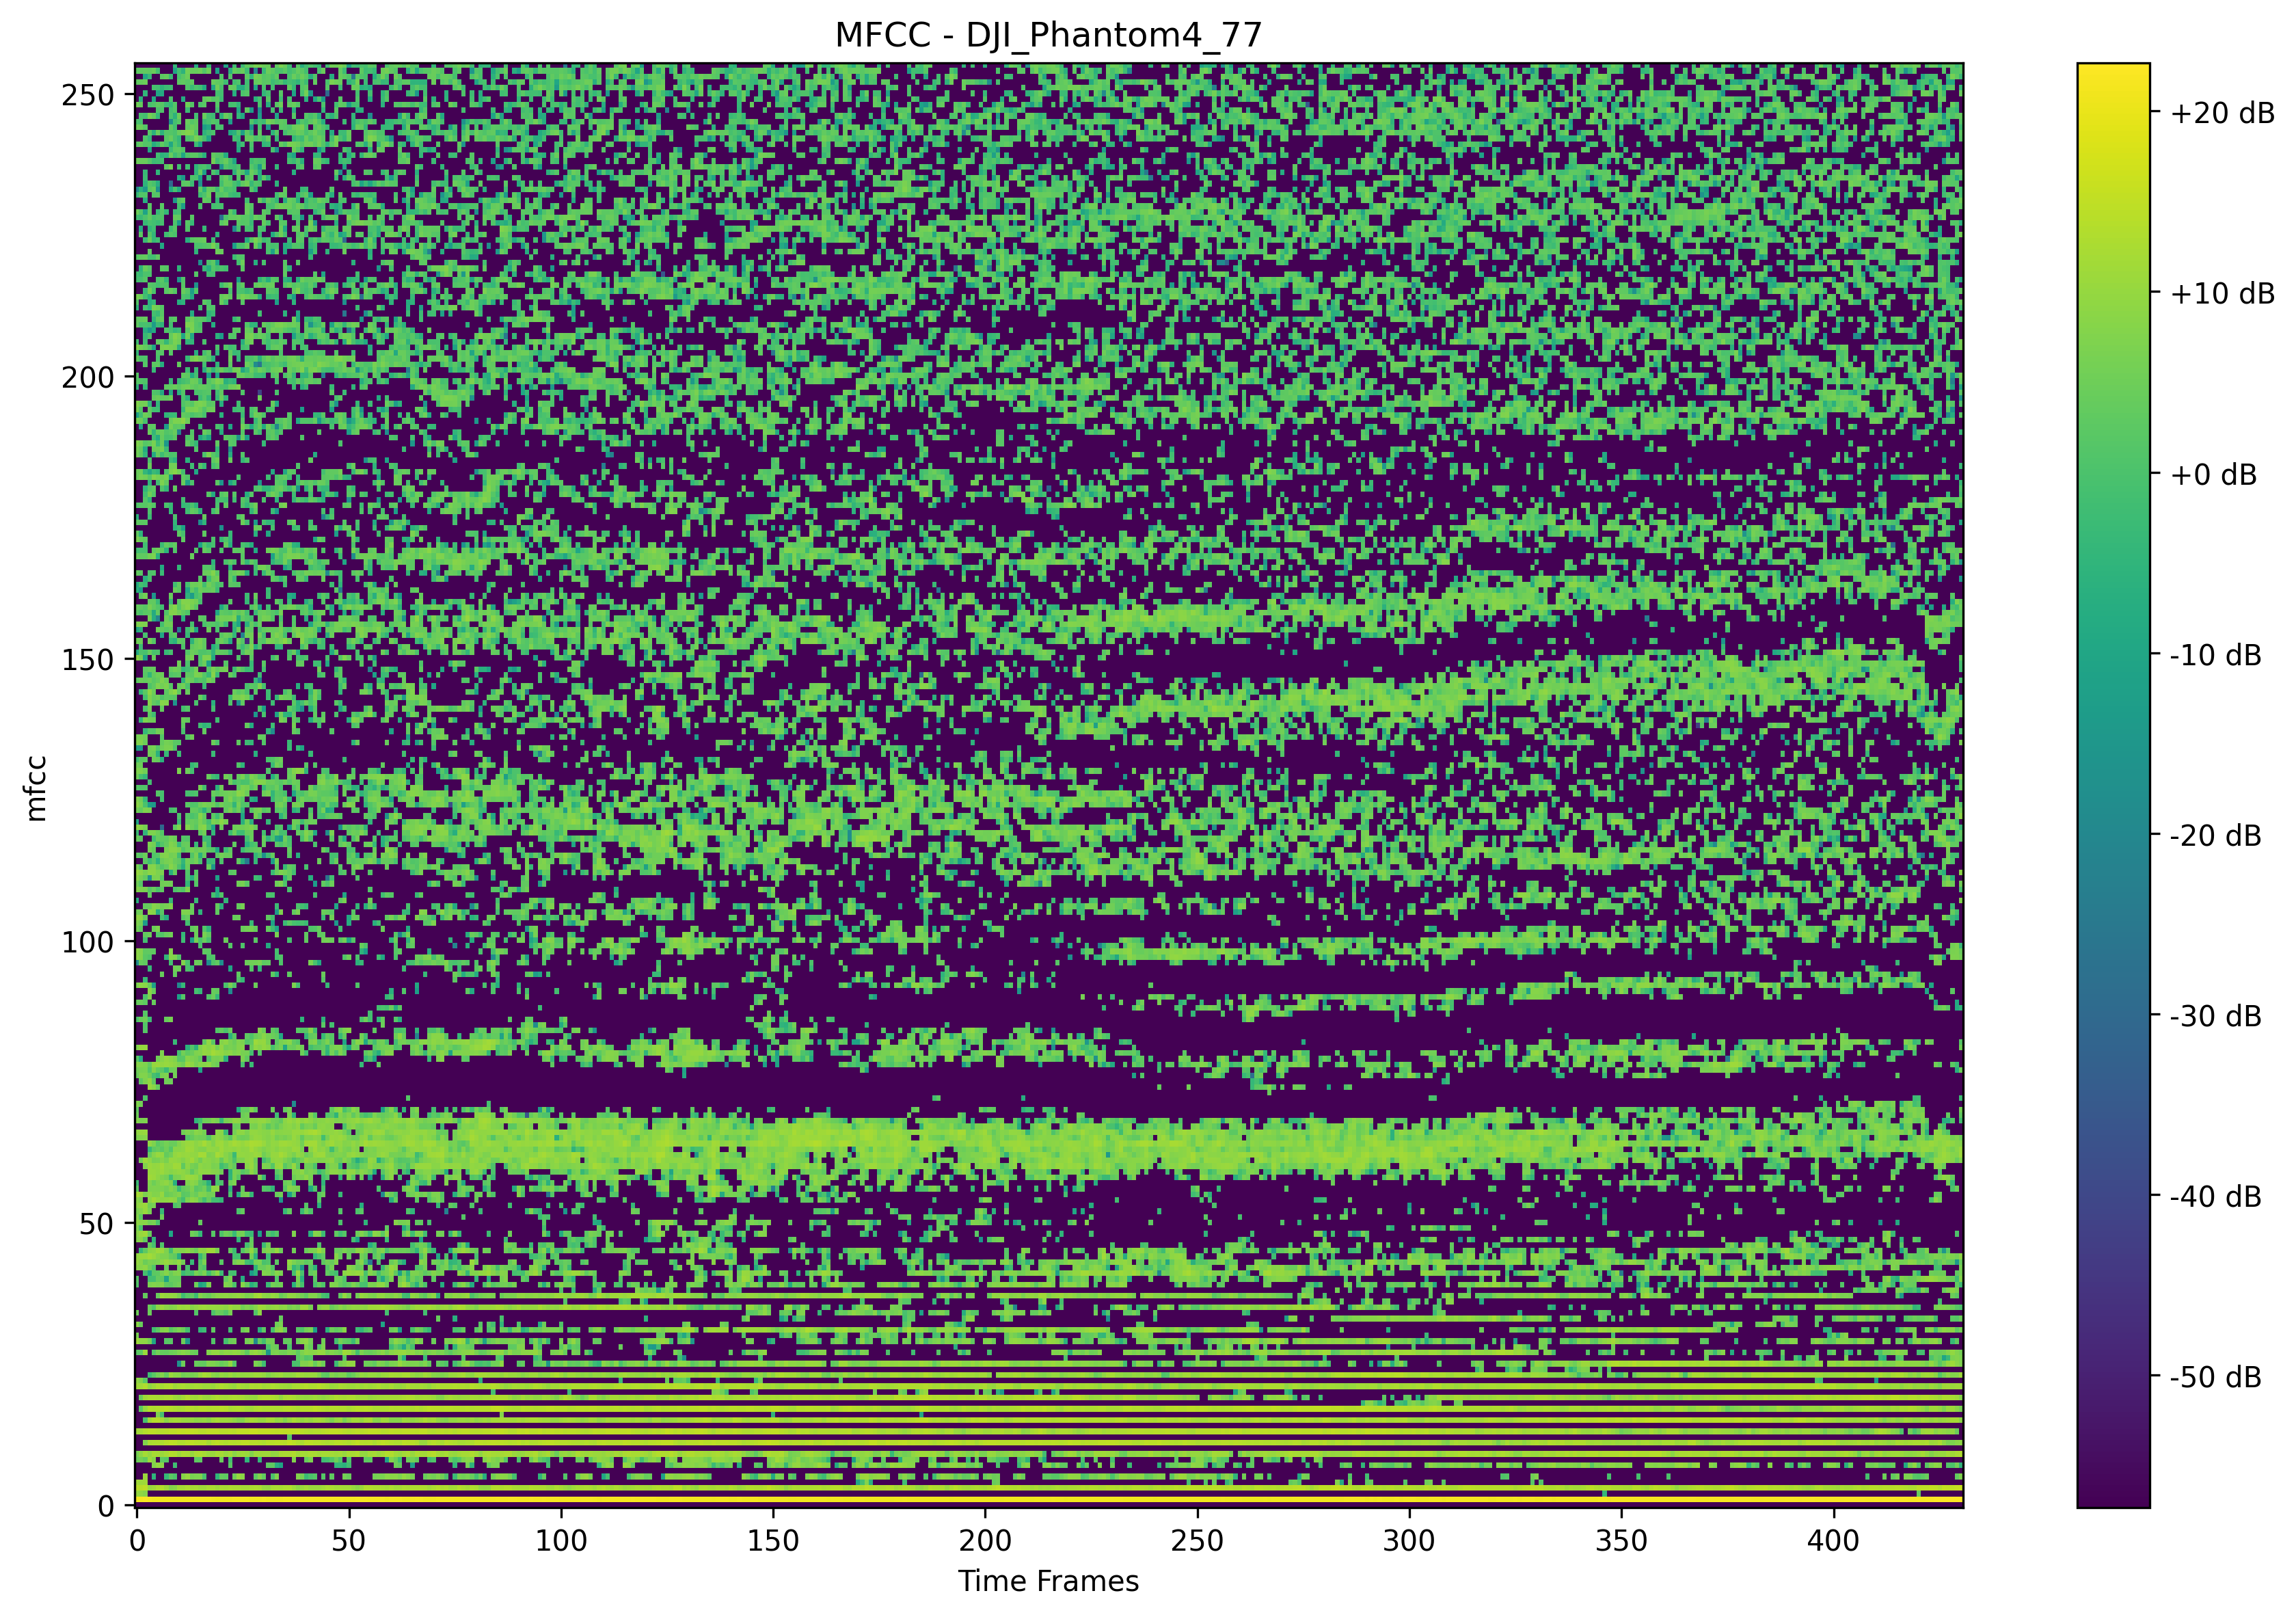 MFCC - DJI_Phantom4_77
250
200
150
100
50
0
mfcc
0 50 100 150 200 250 300 350 400
Time Frames
+20 dB
+10 dB
+0 dB
-10 dB
-20 dB
-30 dB
-40 dB
-50 dB